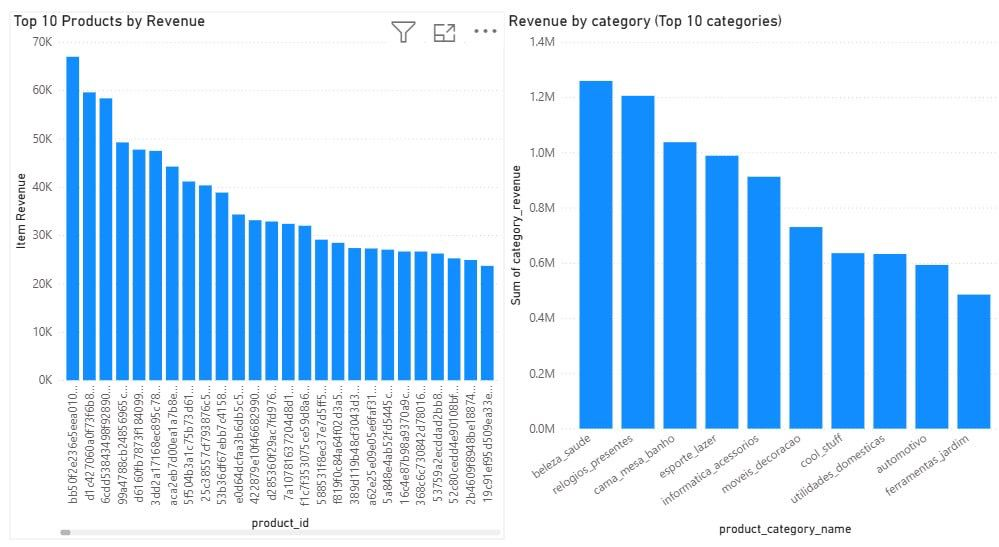 Top 10 Products by Revenue
70K
60K
50K
40K
30K
20K
10K
0K
Item Revenue
bb50f2e236e5eea010...
d1c427060a0f73f6b8...
6cdd53843498f92890...
99a4788cb24856965c...
d6160fb7873f184099...
3dd2a17168ec895c78...
aca2eb7d00ea1a7b8e...
5f504b3a1c75b73d61...
25c38557cf793876c5...
53b36df67ebb7c4158...
e0d64dcfaa3b6db5c5...
422879e10f46682990...
d285360f29ac7fd976...
7a10781637204d8d1...
f1c7f353075ce59d8a6...
588531f8ec37e7d5ff5...
f819f0c84a64f02d3a5...
389d119b48cf3043d3...
a62e25e09e05e6faf31...
5a848e4ab52fd5445c...
16c4e87b98a9370a9c...
368c6c730842d78016...
53759a2ecddad2bb8...
52c80cedd4e90108bf...
2b4609f8948be18874...
19c91ef95d509ea33e...
product_id
Revenue by category (Top 10 categories)
1.4M
1.2M
1.0M
0.8M
0.6M
0.4M
0.2M
0.0M
Sum of category_revenue
beleza_saude
relogios_presentes
cama_mesa_banho
esporte_lazer
informatica_acessorios
moveis_decoracao
cool_stuff
utilidades_domesticas
automotivo
ferramentas_jardim
product_category_name